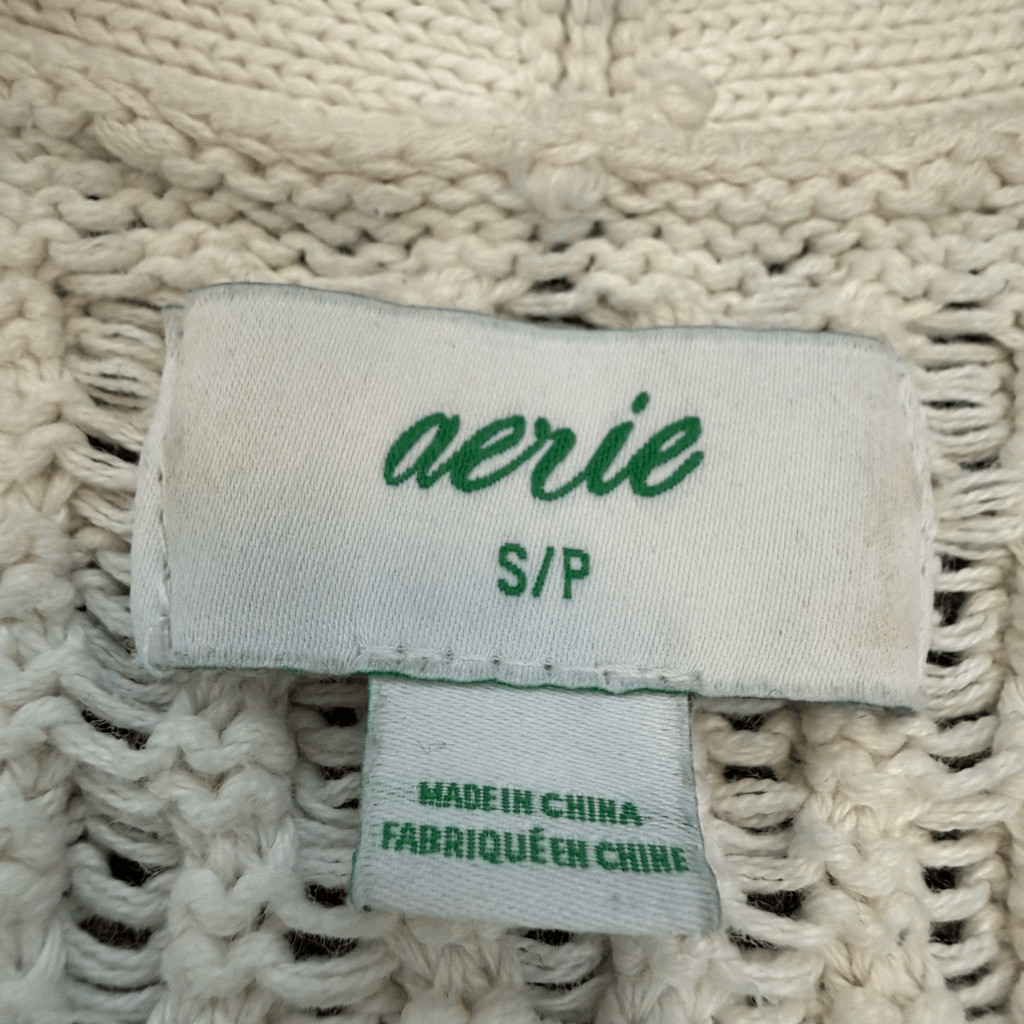 aerie
S/P
MADE IN CHINA
FABRIQUÉ EN CHINE